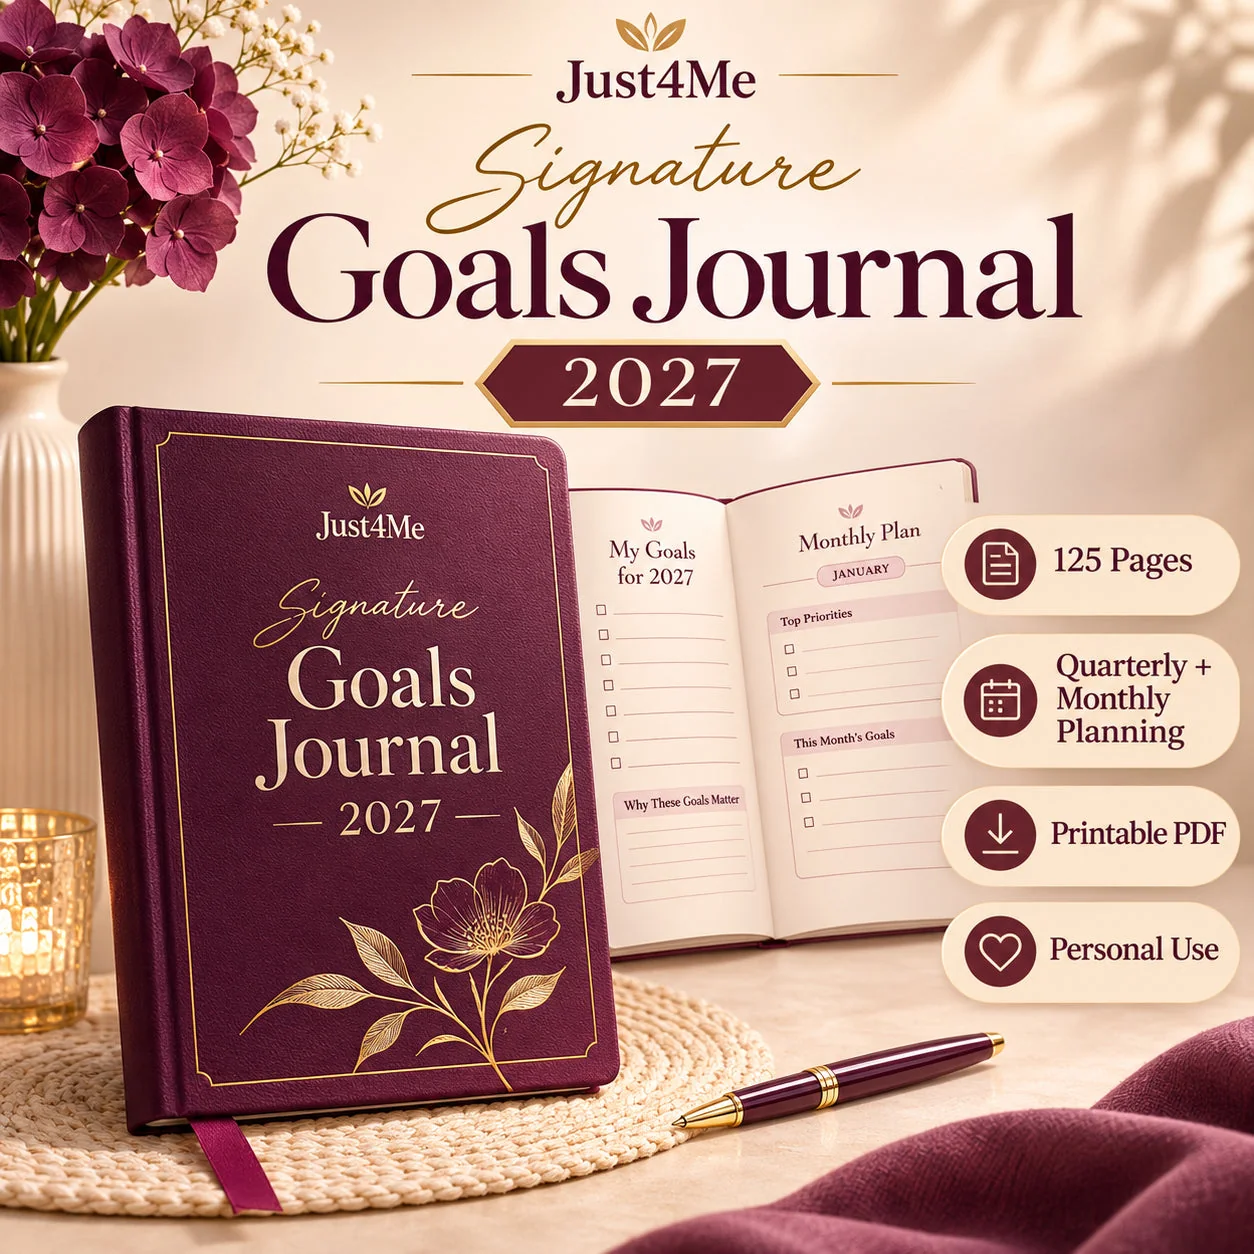 Just4Me
Signature
Goals Journal
2027
Just4Me
Signature
Goals
Journal
2027
My Goals
for 2027
Why These Goals Matter
Monthly Plan
JANUARY
Top Priorities
This Month's Goals
125 Pages
Quarterly +
Monthly
Planning
Printable PDF
Personal Use